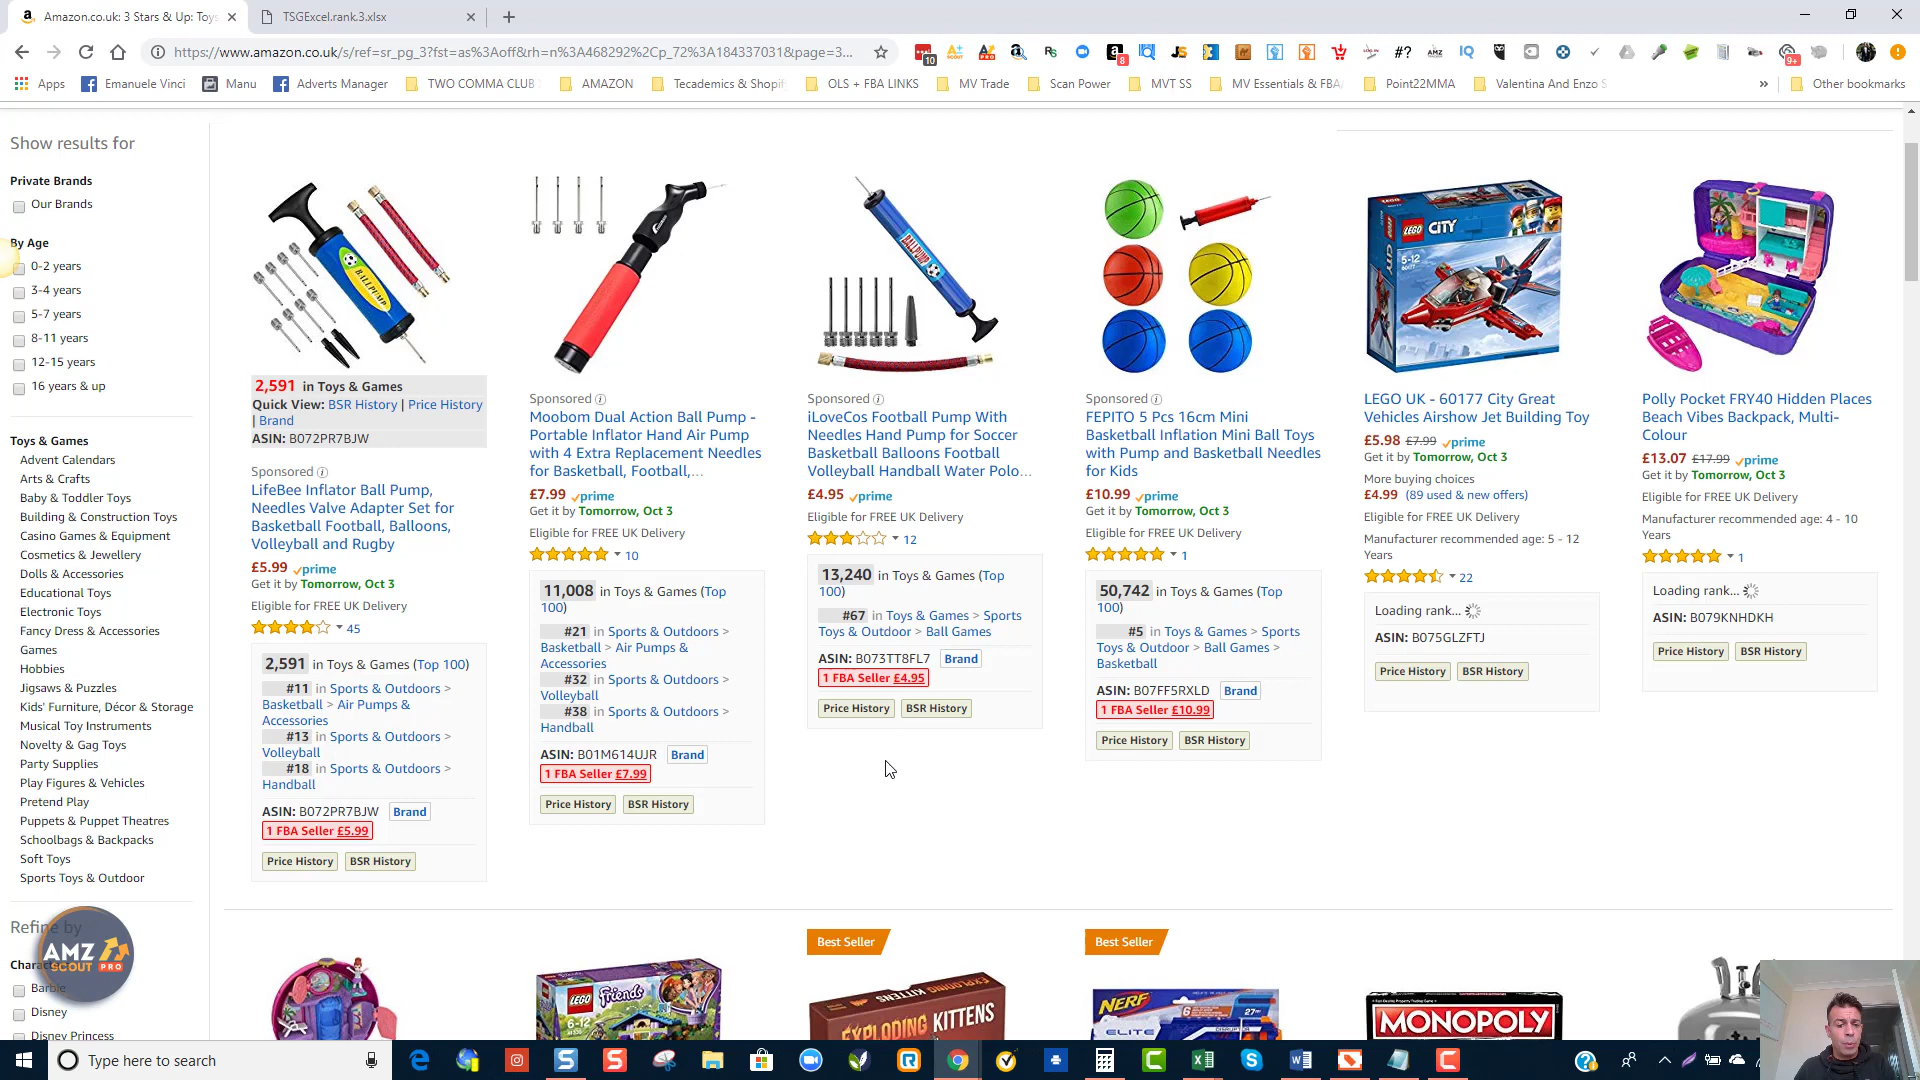 Amazon.co.uk: 3 Stars & Up: Toys
TSGExcel.rank.3.xlsx
https://www.amazon.co.uk/s/ref=sr_pg_3?fst=as%3Aoff&rh=n%3A468292%2Cp_72%3A184337031&page=3...
Apps
Emanuele Vinci
Manu
Adverts Manager
TWO COMMA CLUB
AMAZON
Tecademics & Shopif
OLS + FBA LINKS
MV Trade
Scan Power
MVT SS
MV Essentials & FBA
Point22MMA
Valentina And Enzo S
Other bookmarks
Show results for
Private Brands
Our Brands
By Age
0-2 years
3-4 years
5-7 years
8-11 years
12-15 years
16 years & up
Toys & Games
Advent Calendars
Arts & Crafts
Baby & Toddler Toys
Building & Construction Toys
Casino Games & Equipment
Cosmetics & Jewellery
Dolls & Accessories
Educational Toys
Electronic Toys
Fancy Dress & Accessories
Games
Hobbies
Jigsaws & Puzzles
Kids' Furniture, Décor & Storage
Musical Toy Instruments
Novelty & Gag Toys
Party Supplies
Play Figures & Vehicles
Pretend Play
Puppets & Puppet Theatres
Schoolbags & Backpacks
Soft Toys
Sports Toys & Outdoor
Refine by
AMZ
SCOUT PRO
Barbie
Disney
Disney Princess
BALL PUMP
2,591 in Toys & Games
Quick View: BSR History | Price History
| Brand
ASIN: B072PR7BJW
Sponsored
LifeBee Inflator Ball Pump,
Needles Valve Adapter Set for
Basketball Football, Balloons,
Volleyball and Rugby
£5.99 prime
Get it by Tomorrow, Oct 3
Eligible for FREE UK Delivery
45
2,591 in Toys & Games (Top 100)
#11 in Sports & Outdoors >
Basketball > Air Pumps &
Accessories
#13 in Sports & Outdoors >
Volleyball
#18 in Sports & Outdoors >
Handball
ASIN: B072PR7BJW Brand
1 FBA Seller £5.99
Price History BSR History
Sponsored
Moobom Dual Action Ball Pump -
Portable Inflator Hand Air Pump
with 4 Extra Replacement Needles
for Basketball, Football,...
£7.99 prime
Get it by Tomorrow, Oct 3
Eligible for FREE UK Delivery
10
11,008 in Toys & Games (Top
100)
#21 in Sports & Outdoors >
Basketball > Air Pumps &
Accessories
#32 in Sports & Outdoors >
Volleyball
#38 in Sports & Outdoors >
Handball
ASIN: B01M614UJR Brand
1 FBA Seller £7.99
Price History BSR History
BALLPUMP
Sponsored
iLoveCos Football Pump With
Needles Hand Pump for Soccer
Basketball Balloons Football
Volleyball Handball Water Polo...
£4.95 prime
Get it by Tomorrow, Oct 3
Eligible for FREE UK Delivery
12
13,240 in Toys & Games (Top
100)
#67 in Toys & Games > Sports
Toys & Outdoor > Ball Games
ASIN: B073TT8FL7 Brand
1 FBA Seller £4.95
Price History BSR History
Sponsored
FEPITO 5 Pcs 16cm Mini
Basketball Inflation Mini Ball Toys
with Pump and Basketball Needles
for Kids
£10.99 prime
Get it by Tomorrow, Oct 3
Eligible for FREE UK Delivery
1
50,742 in Toys & Games (Top
100)
#5 in Toys & Games > Sports
Toys & Outdoor > Ball Games >
Basketball
ASIN: B07FF5RXLD Brand
1 FBA Seller £10.99
Price History BSR History
LEGO CITY
5-12
60177
LEGO UK - 60177 City Great
Vehicles Airshow Jet Building Toy
£5.98 £7.99 prime
Get it by Tomorrow, Oct 3
More buying choices
£4.99 (89 used & new offers)
Eligible for FREE UK Delivery
Manufacturer recommended age: 5 - 12
Years
22
Loading rank...
ASIN: B075GLZFTJ
Price History BSR History
Polly Pocket FRY40 Hidden Places
Beach Vibes Backpack, Multi-
Colour
£13.07 £17.99 prime
Get it by Tomorrow, Oct 3
Eligible for FREE UK Delivery
Manufacturer recommended age: 4 - 10
Years
1
Loading rank...
ASIN: B079KNHDKH
Price History BSR History
LEGO Friends
6-12
Best Seller
EXPLODING KITTENS
Best Seller
NERF
ELITE
DISRUPTOR
27m
MONOPOLY
Type here to search